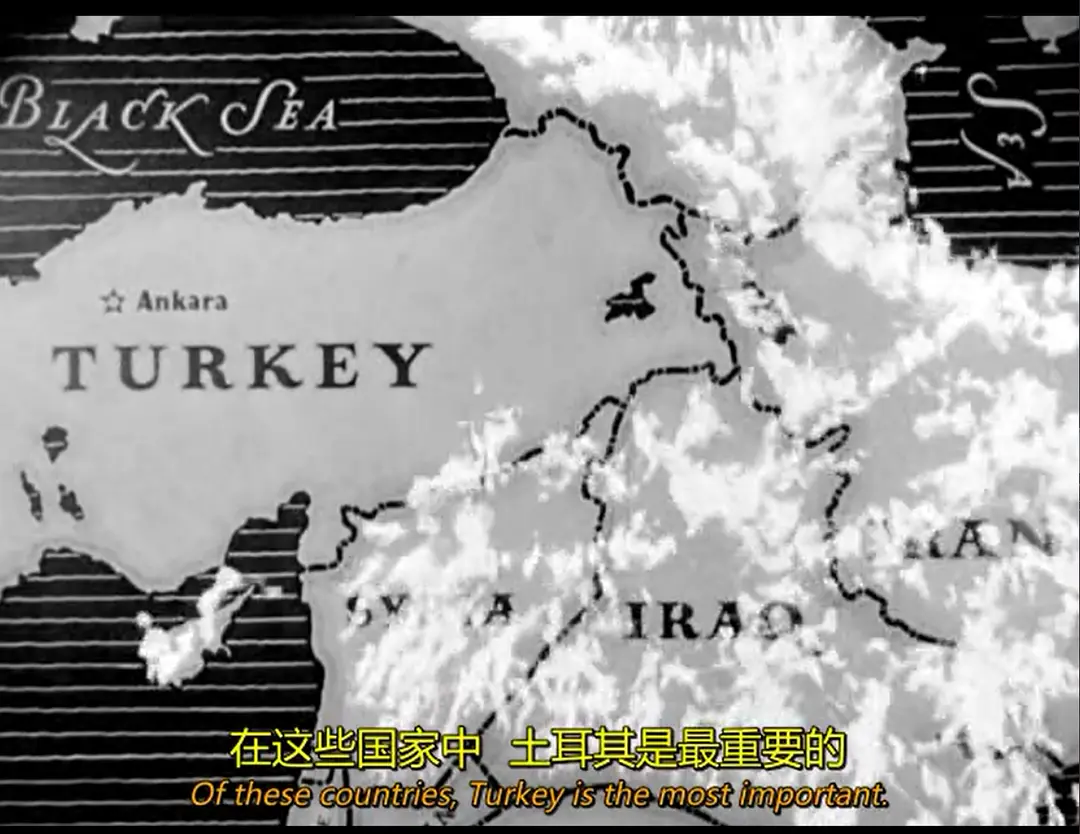 BLACK SEA
Ankara
TURKEY
IRAQ
在这些国家中 土耳其是最重要的
Of these countries, Turkey is the most important.